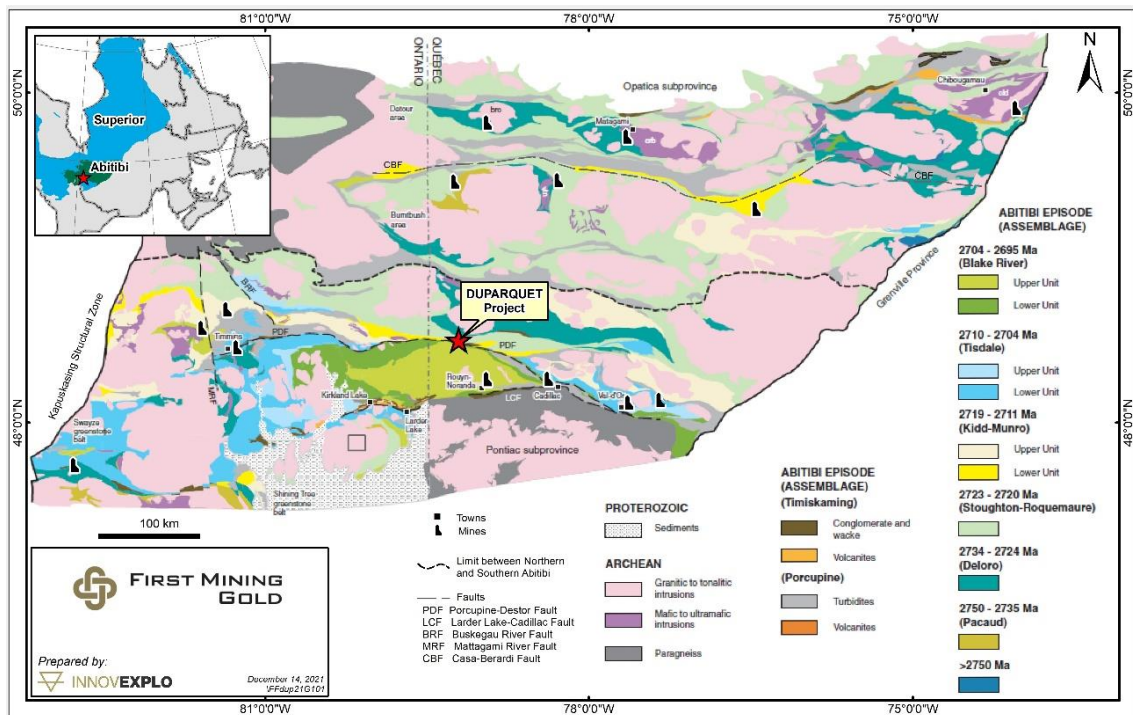 81°0'0"W
78°0'0"W
75°0'0"W
50°0'0"N
48°0'0"N
N
Superior
Abitibi
ONTARIO
QUÉBEC
Opatica subprovince
Chibougamau
Detour
area
Matagami
CBF
CBF
Burntbush
area
Grenville Province
Kapuskasing Structural Zone
BRF
DUPARQUET
Project
PDF
PDF
Timmins
MRF
Rouyn-
Noranda
Kirkland Lake
LCF
Cadillac
Val-d'Or
Larder
Lake
Swayze
greenstone
belt
Pontiac subprovince
Shining Tree
greenstone
belt
100 km
50°0'0"N
48°0'0"N
81°0'0"W
78°0'0"W
75°0'0"W
FIRST MINING
GOLD
Prepared by:
INNOVEXPLO
December 14, 2021
\FFdup21G101
Towns
Mines
Limit between Northern
and Southern Abitibi
Faults
PDF Porcupine-Destor Fault
LCF Larder Lake-Cadillac Fault
BRF Buskegau River Fault
MRF Mattagami River Fault
CBF Casa-Berardi Fault
PROTEROZOIC
Sediments
ARCHEAN
Granitic to tonalitic
intrusions
Mafic to ultramafic
intrusions
Paragneiss
ABITIBI EPISODE
(ASSEMBLAGE)
(Timiskaming)
Conglomerate and
wacke
Volcanites
(Porcupine)
Turbidites
Volcanites
ABITIBI EPISODE
(ASSEMBLAGE)
2704 - 2695 Ma
(Blake River)
Upper Unit
Lower Unit
2710 - 2704 Ma
(Tisdale)
Upper Unit
Lower Unit
2719 - 2711 Ma
(Kidd-Munro)
Upper Unit
Lower Unit
2723 - 2720 Ma
(Stoughton-Roquemaure)
2734 - 2724 Ma
(Deloro)
2750 - 2735 Ma
(Pacaud)
>2750 Ma